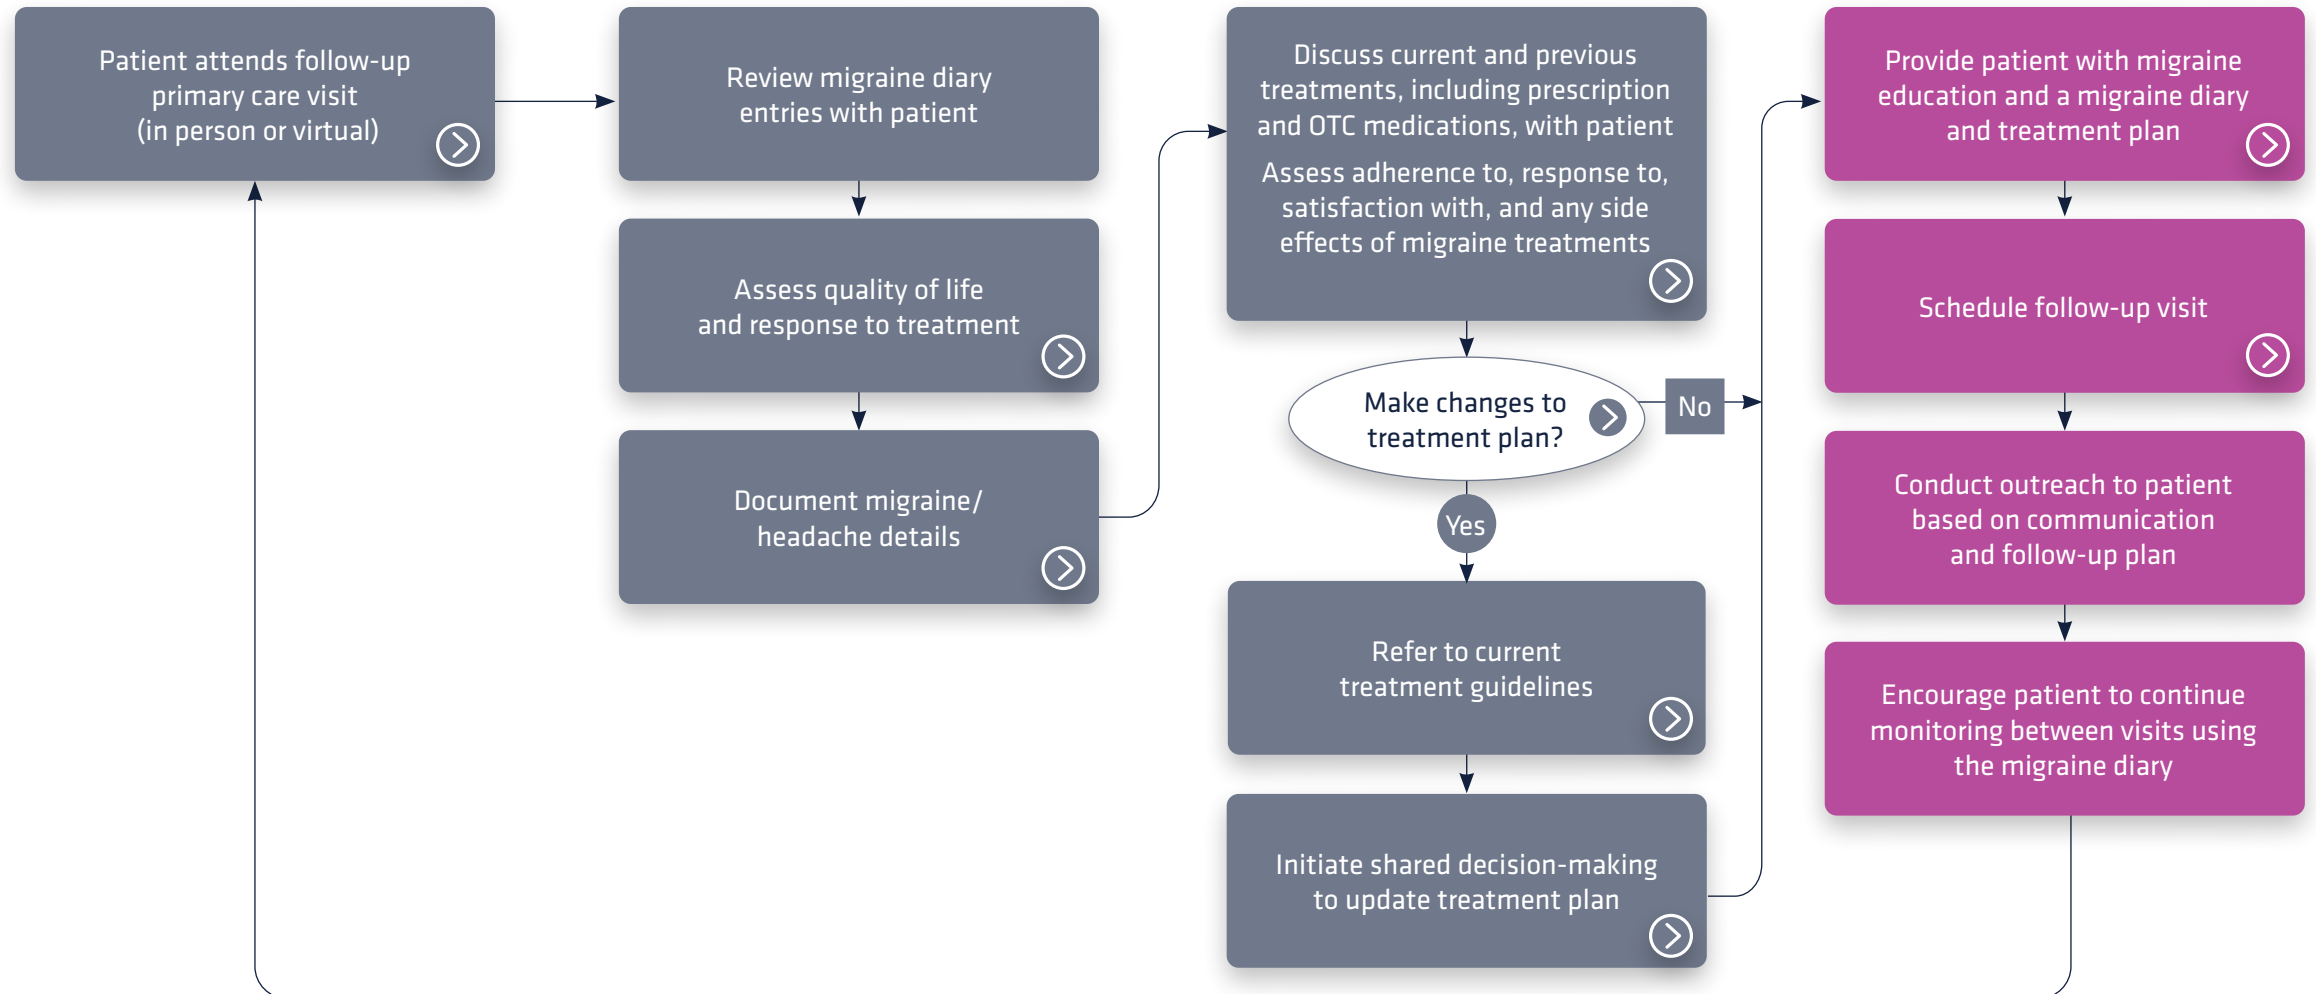 Patient attends follow-up
primary care visit
(in person or virtual)
Review migraine diary
entries with patient
Assess quality of life
and response to treatment
Document migraine/
headache details
Discuss current and previous
treatments, including prescription
and OTC medications, with patient
Assess adherence to, response to,
satisfaction with, and any side
effects of migraine treatments
Make changes to
treatment plan?
No
Yes
Refer to current
treatment guidelines
Initiate shared decision-making
to update treatment plan
Provide patient with migraine
education and a migraine diary
and treatment plan
Schedule follow-up visit
Conduct outreach to patient
based on communication
and follow-up plan
Encourage patient to continue
monitoring between visits using
the migraine diary